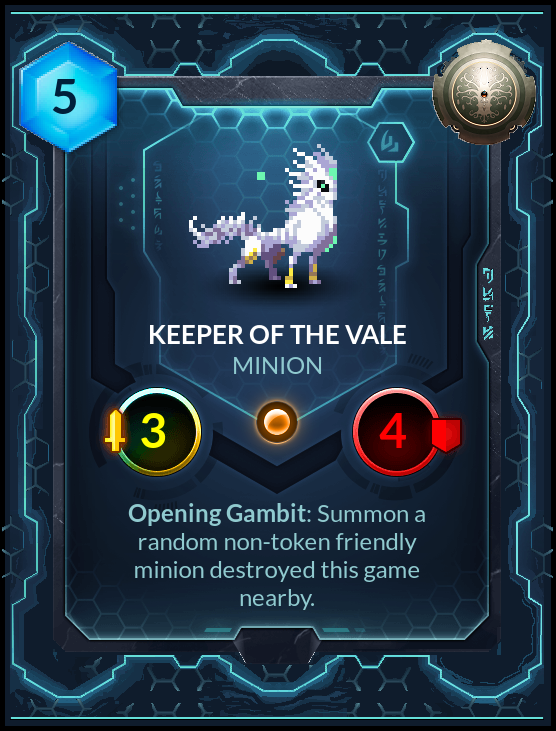 5
KEEPER OF THE VALE
MINION
3
4
Opening Gambit: Summon a
random non-token friendly
minion destroyed this game
nearby.